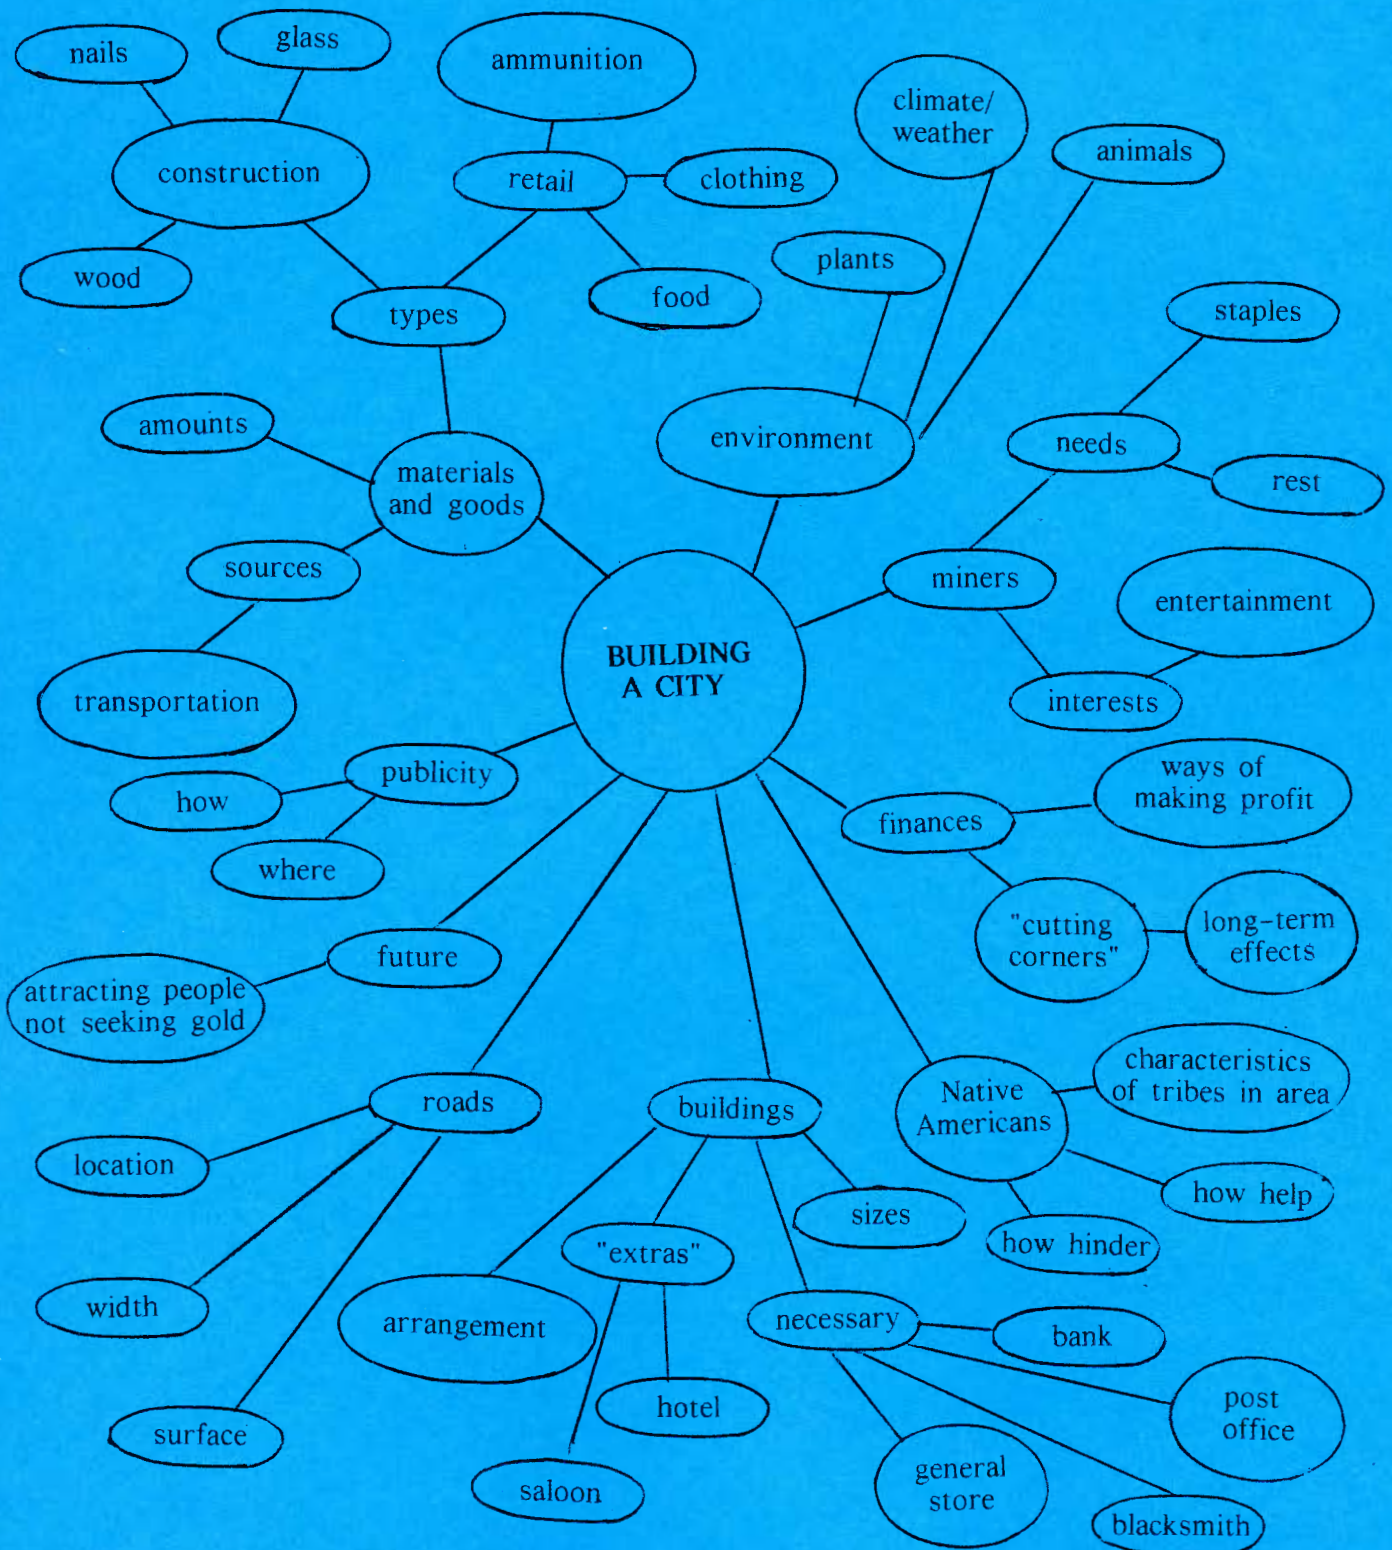 nails
glass
ammunition
climate/
weather
construction
retail
clothing
animals
wood
types
food
plants
staples
amounts
materials
and goods
environment
needs
rest
sources
miners
entertainment
BUILDING
A CITY
transportation
interests
publicity
how
where
ways of
making profit
finances
"cutting
corners"
long-term
effects
future
attracting people
not seeking gold
roads
buildings
Native
Americans
characteristics
of tribes in area
location
sizes
how help
how hinder
"extras"
width
arrangement
necessary
bank
hotel
post
office
surface
saloon
general
store
blacksmith